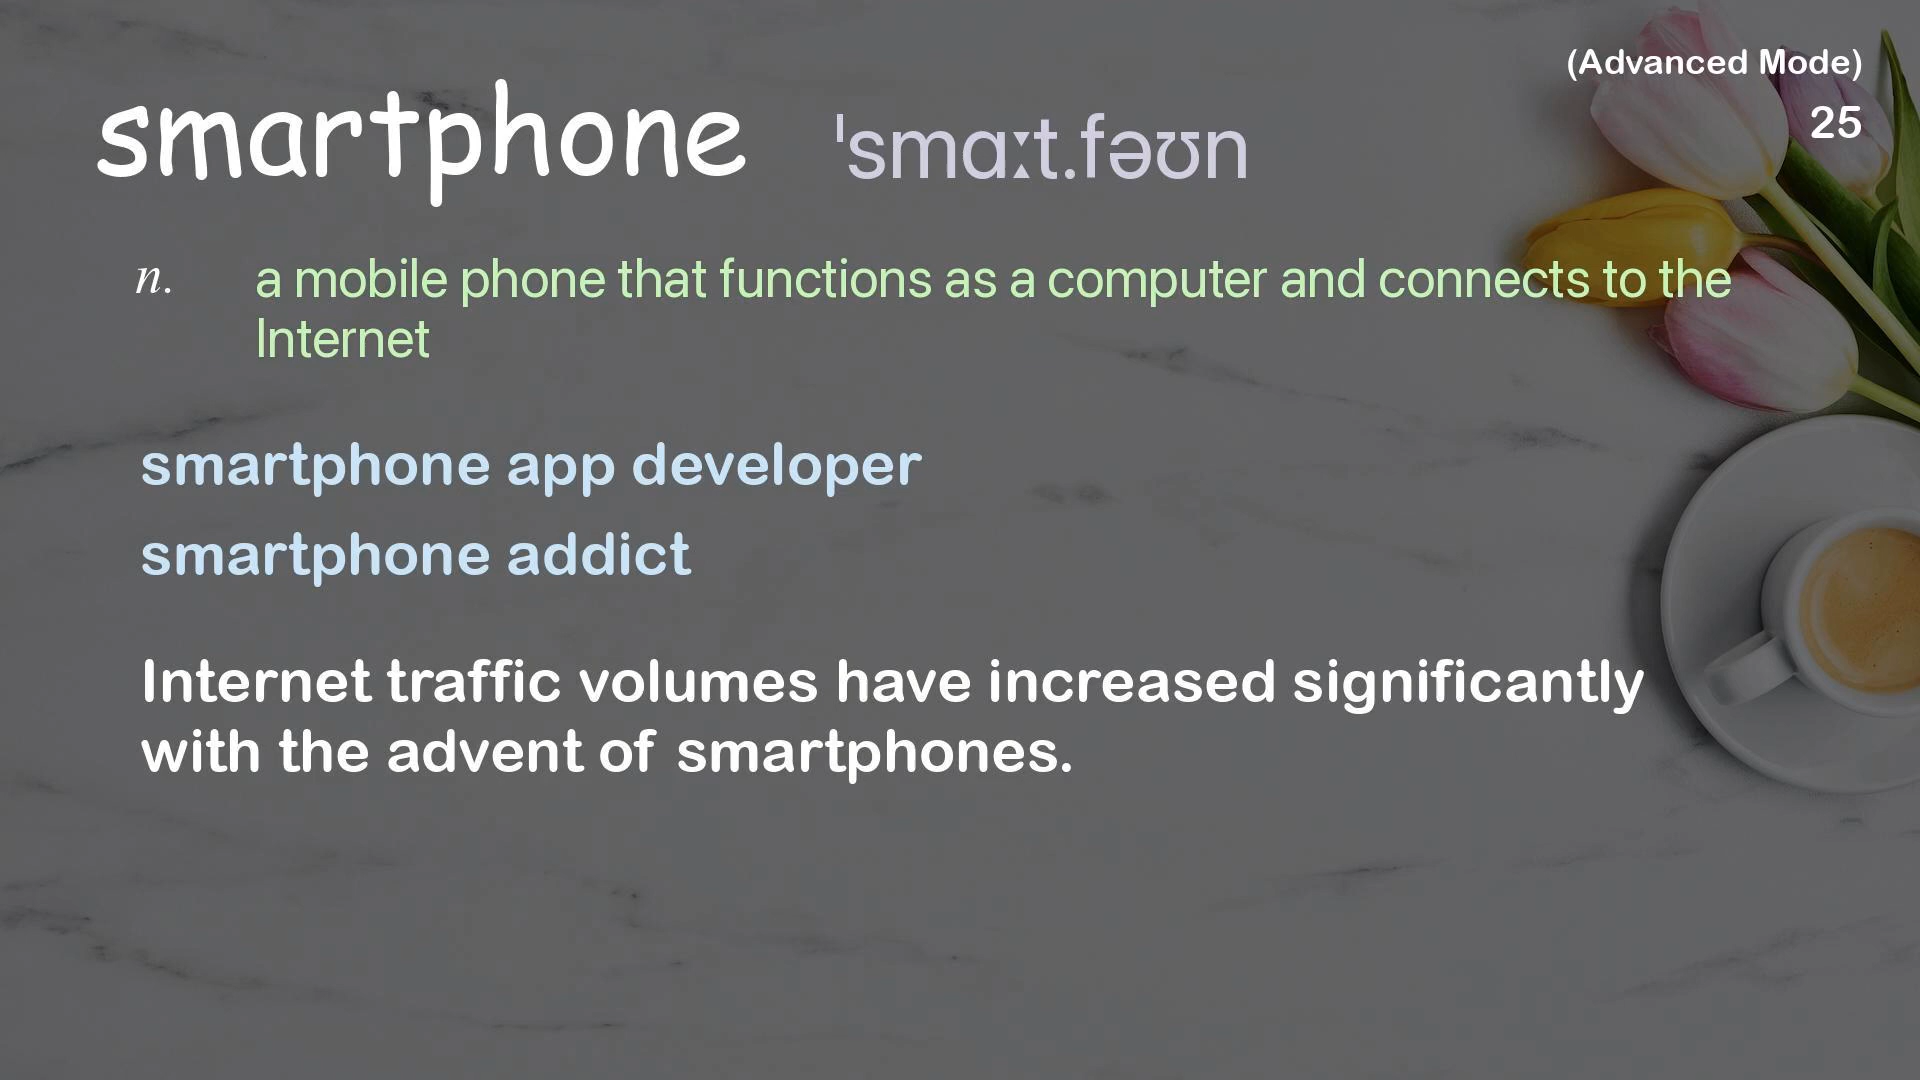 (Advanced Mode)
25
smartphone ˈsmɑːt.fəʊn
n. a mobile phone that functions as a computer and connects to the
Internet
smartphone app developer
smartphone addict
Internet traffic volumes have increased significantly
with the advent of smartphones.